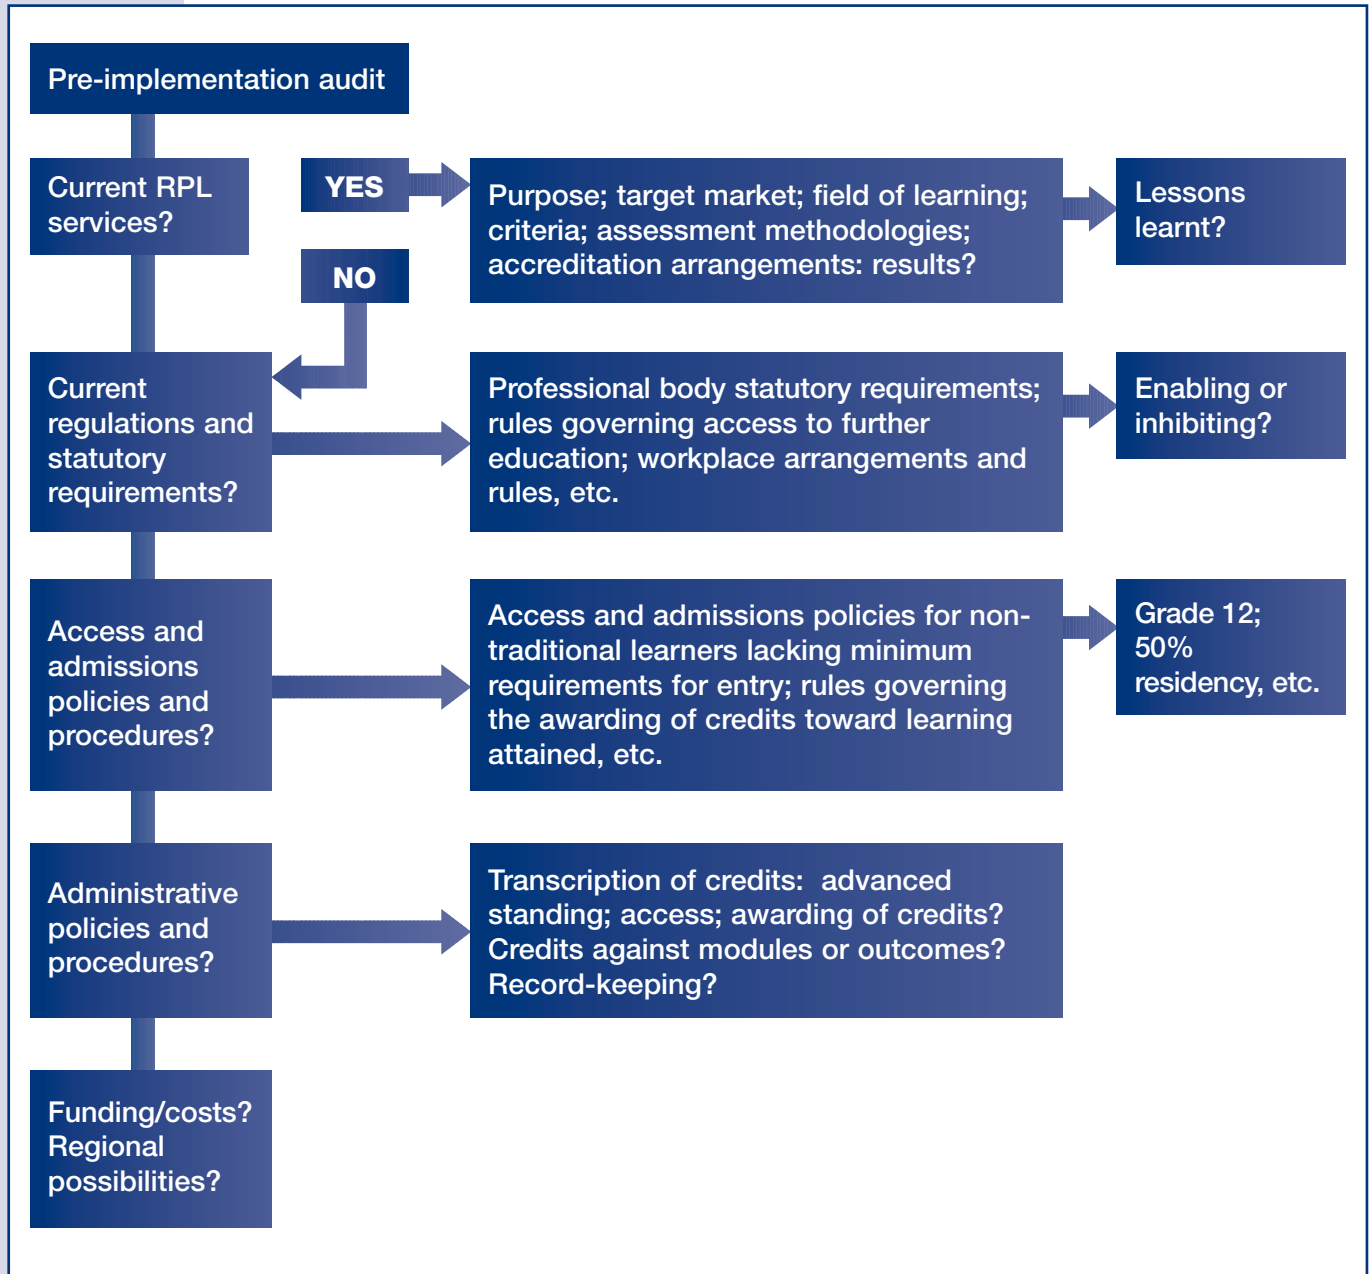 Pre-implementation audit
Current RPL
services?
YES
Purpose; target market; field of learning;
criteria; assessment methodologies;
accreditation arrangements: results?
Lessons
learnt?
NO
Current
regulations and
statutory
requirements?
Professional body statutory requirements;
rules governing access to further
education; workplace arrangements and
rules, etc.
Enabling or
inhibiting?
Access and
admissions
policies and
procedures?
Access and admissions policies for non-
traditional learners lacking minimum
requirements for entry; rules governing
the awarding of credits toward learning
attained, etc.
Grade 12;
50%
residency, etc.
Administrative
policies and
procedures?
Transcription of credits:  advanced
standing; access; awarding of credits?
Credits against modules or outcomes?
Record-keeping?
Funding/costs?
Regional
possibilities?